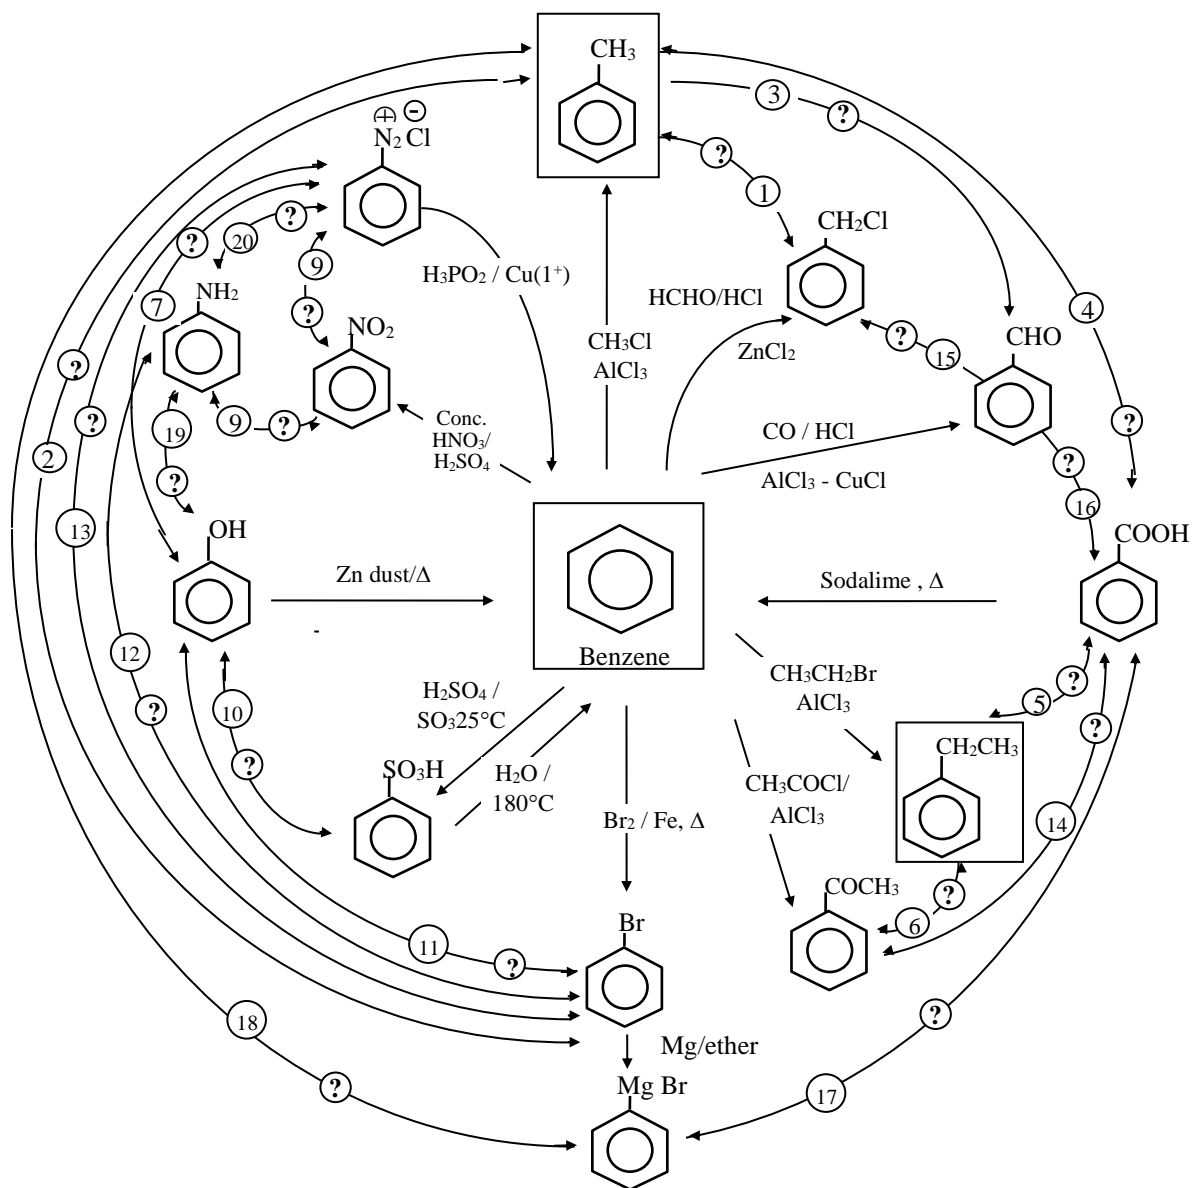 CH3
3
?
⊕ ⊖
N2 Cl
?
1
CH2Cl
?
20
?
9
H3PO2 / Cu(1+)
HCHO/HCl
7
NH2
?
NO2
CH3Cl
AlCl3
ZnCl2
?
15
4
CHO
?
?
19
9
?
Conc.
HNO3/
H2SO4
CO / HCl
AlCl3 - CuCl
?
?
2
?
16
13
OH
COOH
Zn dust/Δ
Sodalime , Δ
-
Benzene
12
?
10
?
H2SO4 /
SO325°C
CH3CH2Br
AlCl3
5
?
?
SO3H
H2O /
180°C
CH3COCl/
AlCl3
CH2CH3
Br2 / Fe, Δ
14
COCH3
?
6
11
?
Br
18
?
Mg/ether
Mg Br
?
17